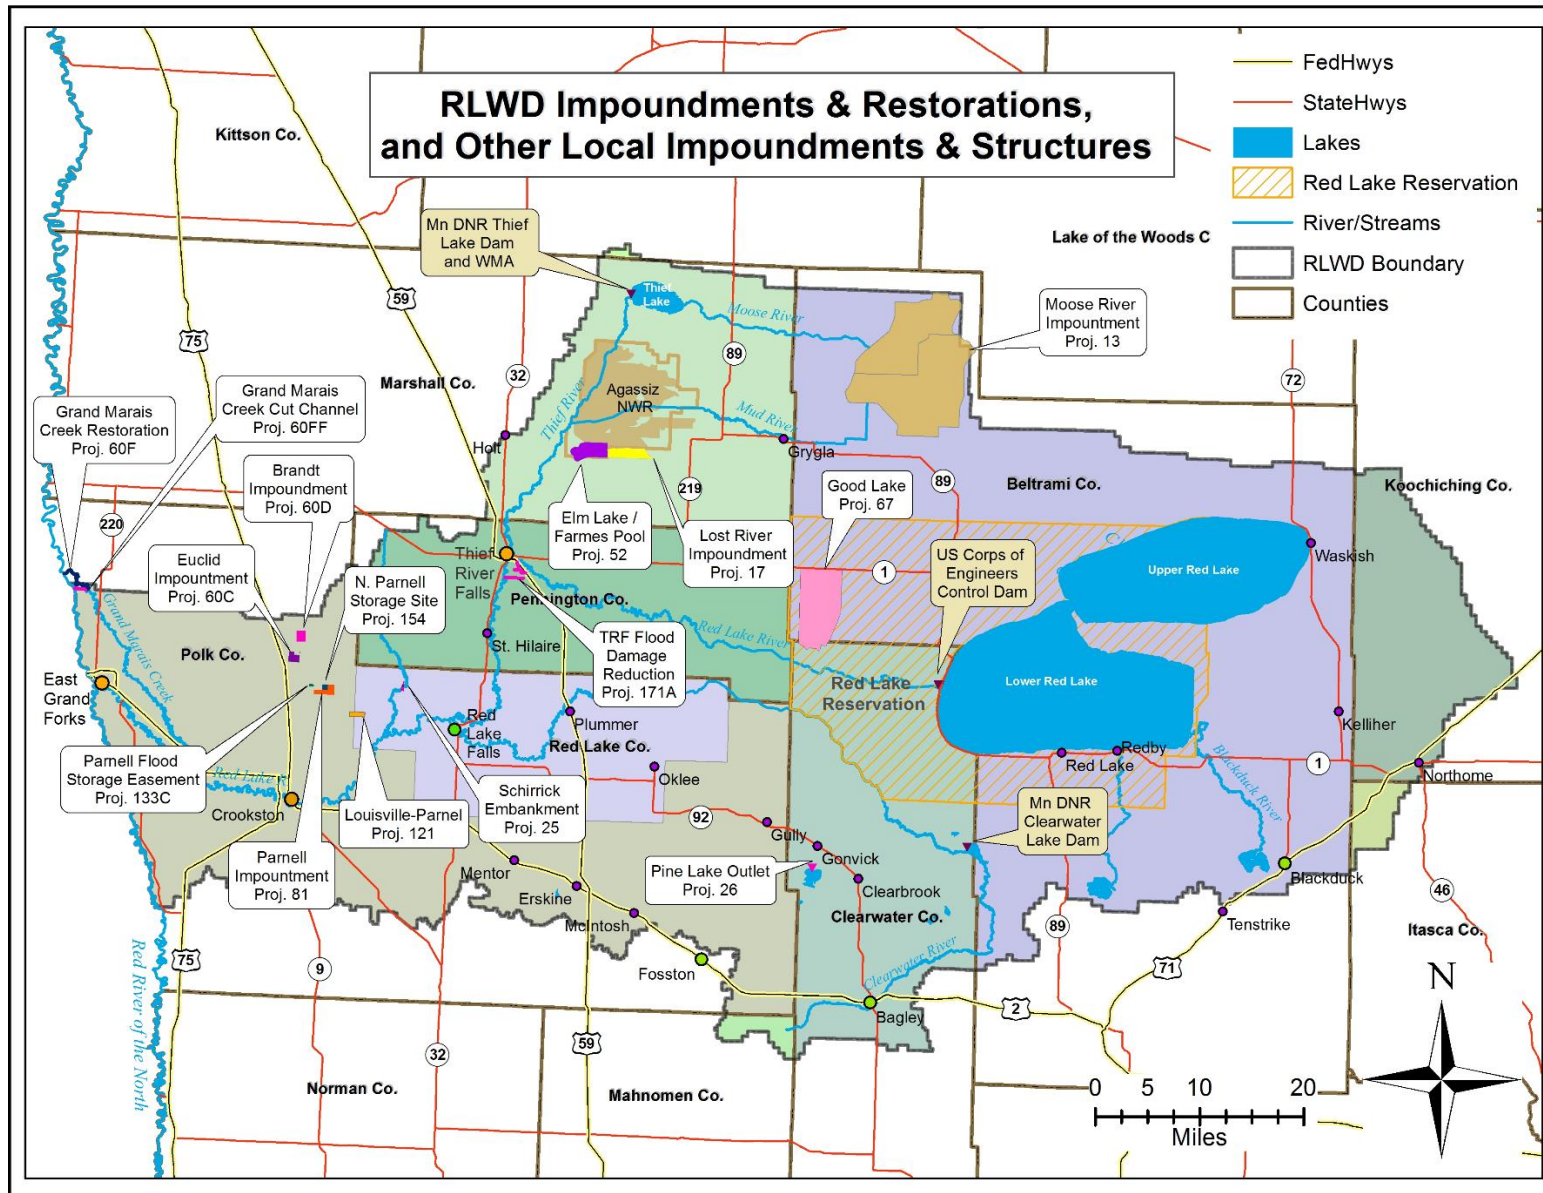 RLWD Impoundments & Restorations,
and Other Local Impoundments & Structures
FedHwys
StateHwys
Lakes
Red Lake Reservation
River/Streams
RLWD Boundary
Counties
Kittson Co.
Lake of the Woods C
Mn DNR Thief
Lake Dam
and WMA
59
75
Thief
Lake
Moose River
Moose River
Impountment
Proj. 13
89
32
72
Marshall Co.
Agassiz
NWR
Thief River
Mud River
Grand Marais
Creek Restoration
Proj. 60F
Grand Marais
Creek Cut Channel
Proj. 60FF
Holt
Grygla
Brandt
Impoundment
Proj. 60D
220
219
89
Good Lake
Proj. 67
Beltrami Co.
Koochiching Co.
Elm Lake /
Farmes Pool
Proj. 52
Lost River
Impoundment
Proj. 17
Euclid
Impountment
Proj. 60C
N. Parnell
Storage Site
Proj. 154
Thief
River
Falls
Pennington Co.
1
US Corps of
Engineers
Control Dam
C
Waskish
Upper Red Lake
Grand Marais Creek
St. Hilaire
TRF Flood
Damage
Reduction
Proj. 171A
Red Lake River
Polk Co.
East
Grand
Forks
Red Lake
Reservation
Lower Red Lake
Kelliher
Red
Lake
Falls
Plummer
Red Lake Co.
Parnell Flood
Storage Easement
Proj. 133C
Red Lake R
Crookston
Louisville-Parnel
Proj. 121
Schirrick
Embankment
Proj. 25
Oklee
Red Lake
Redby
Blackduck River
1
Northome
92
Mn DNR
Clearwater
Lake Dam
Parnell
Impountment
Proj. 81
Mentor
Erskine
McIntosh
Gully
Gonvick
Pine Lake Outlet
Proj. 26
Clearbrook
Clearwater Co.
Blackduck
Tenstrike
46
Itasca Co.
75
9
Fosston
Clearwater River
89
71
Bagley
2
N
Red River of the North
32
59
Norman Co.
Mahnomen Co.
0 5 10 20
Miles